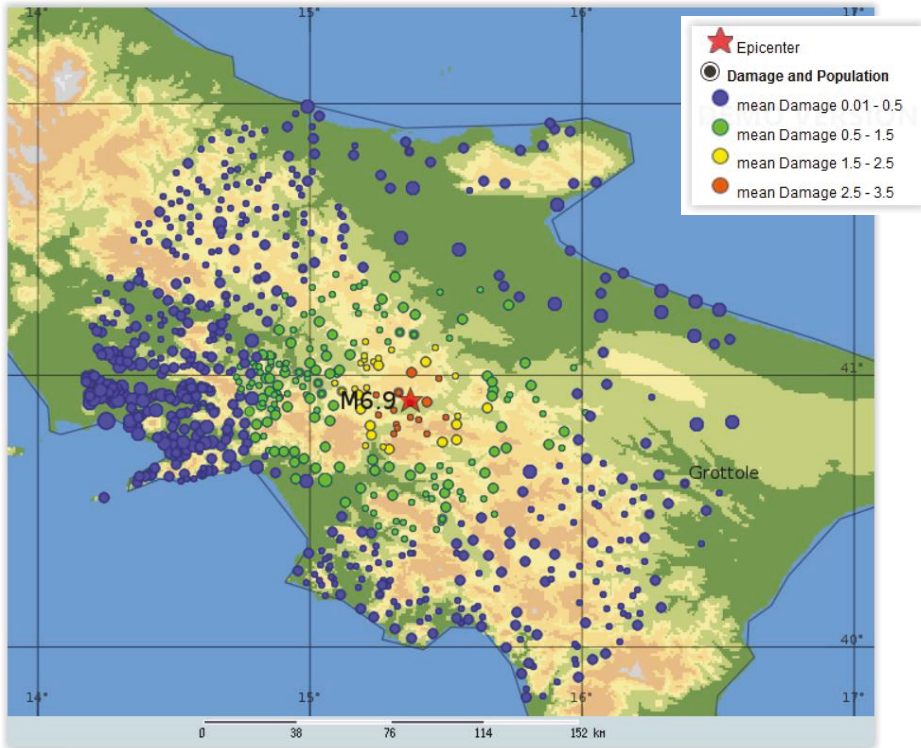 14° 15° 16° 17°
Epicenter
Damage and Population
mean Damage 0.01 - 0.5
DEMO VERSION
mean Damage 0.5 - 1.5
mean Damage 1.5 - 2.5
mean Damage 2.5 - 3.5
41°
M6.9
Grottole
40°
14° 15° 16° 17°
0 38 76 114 152 km